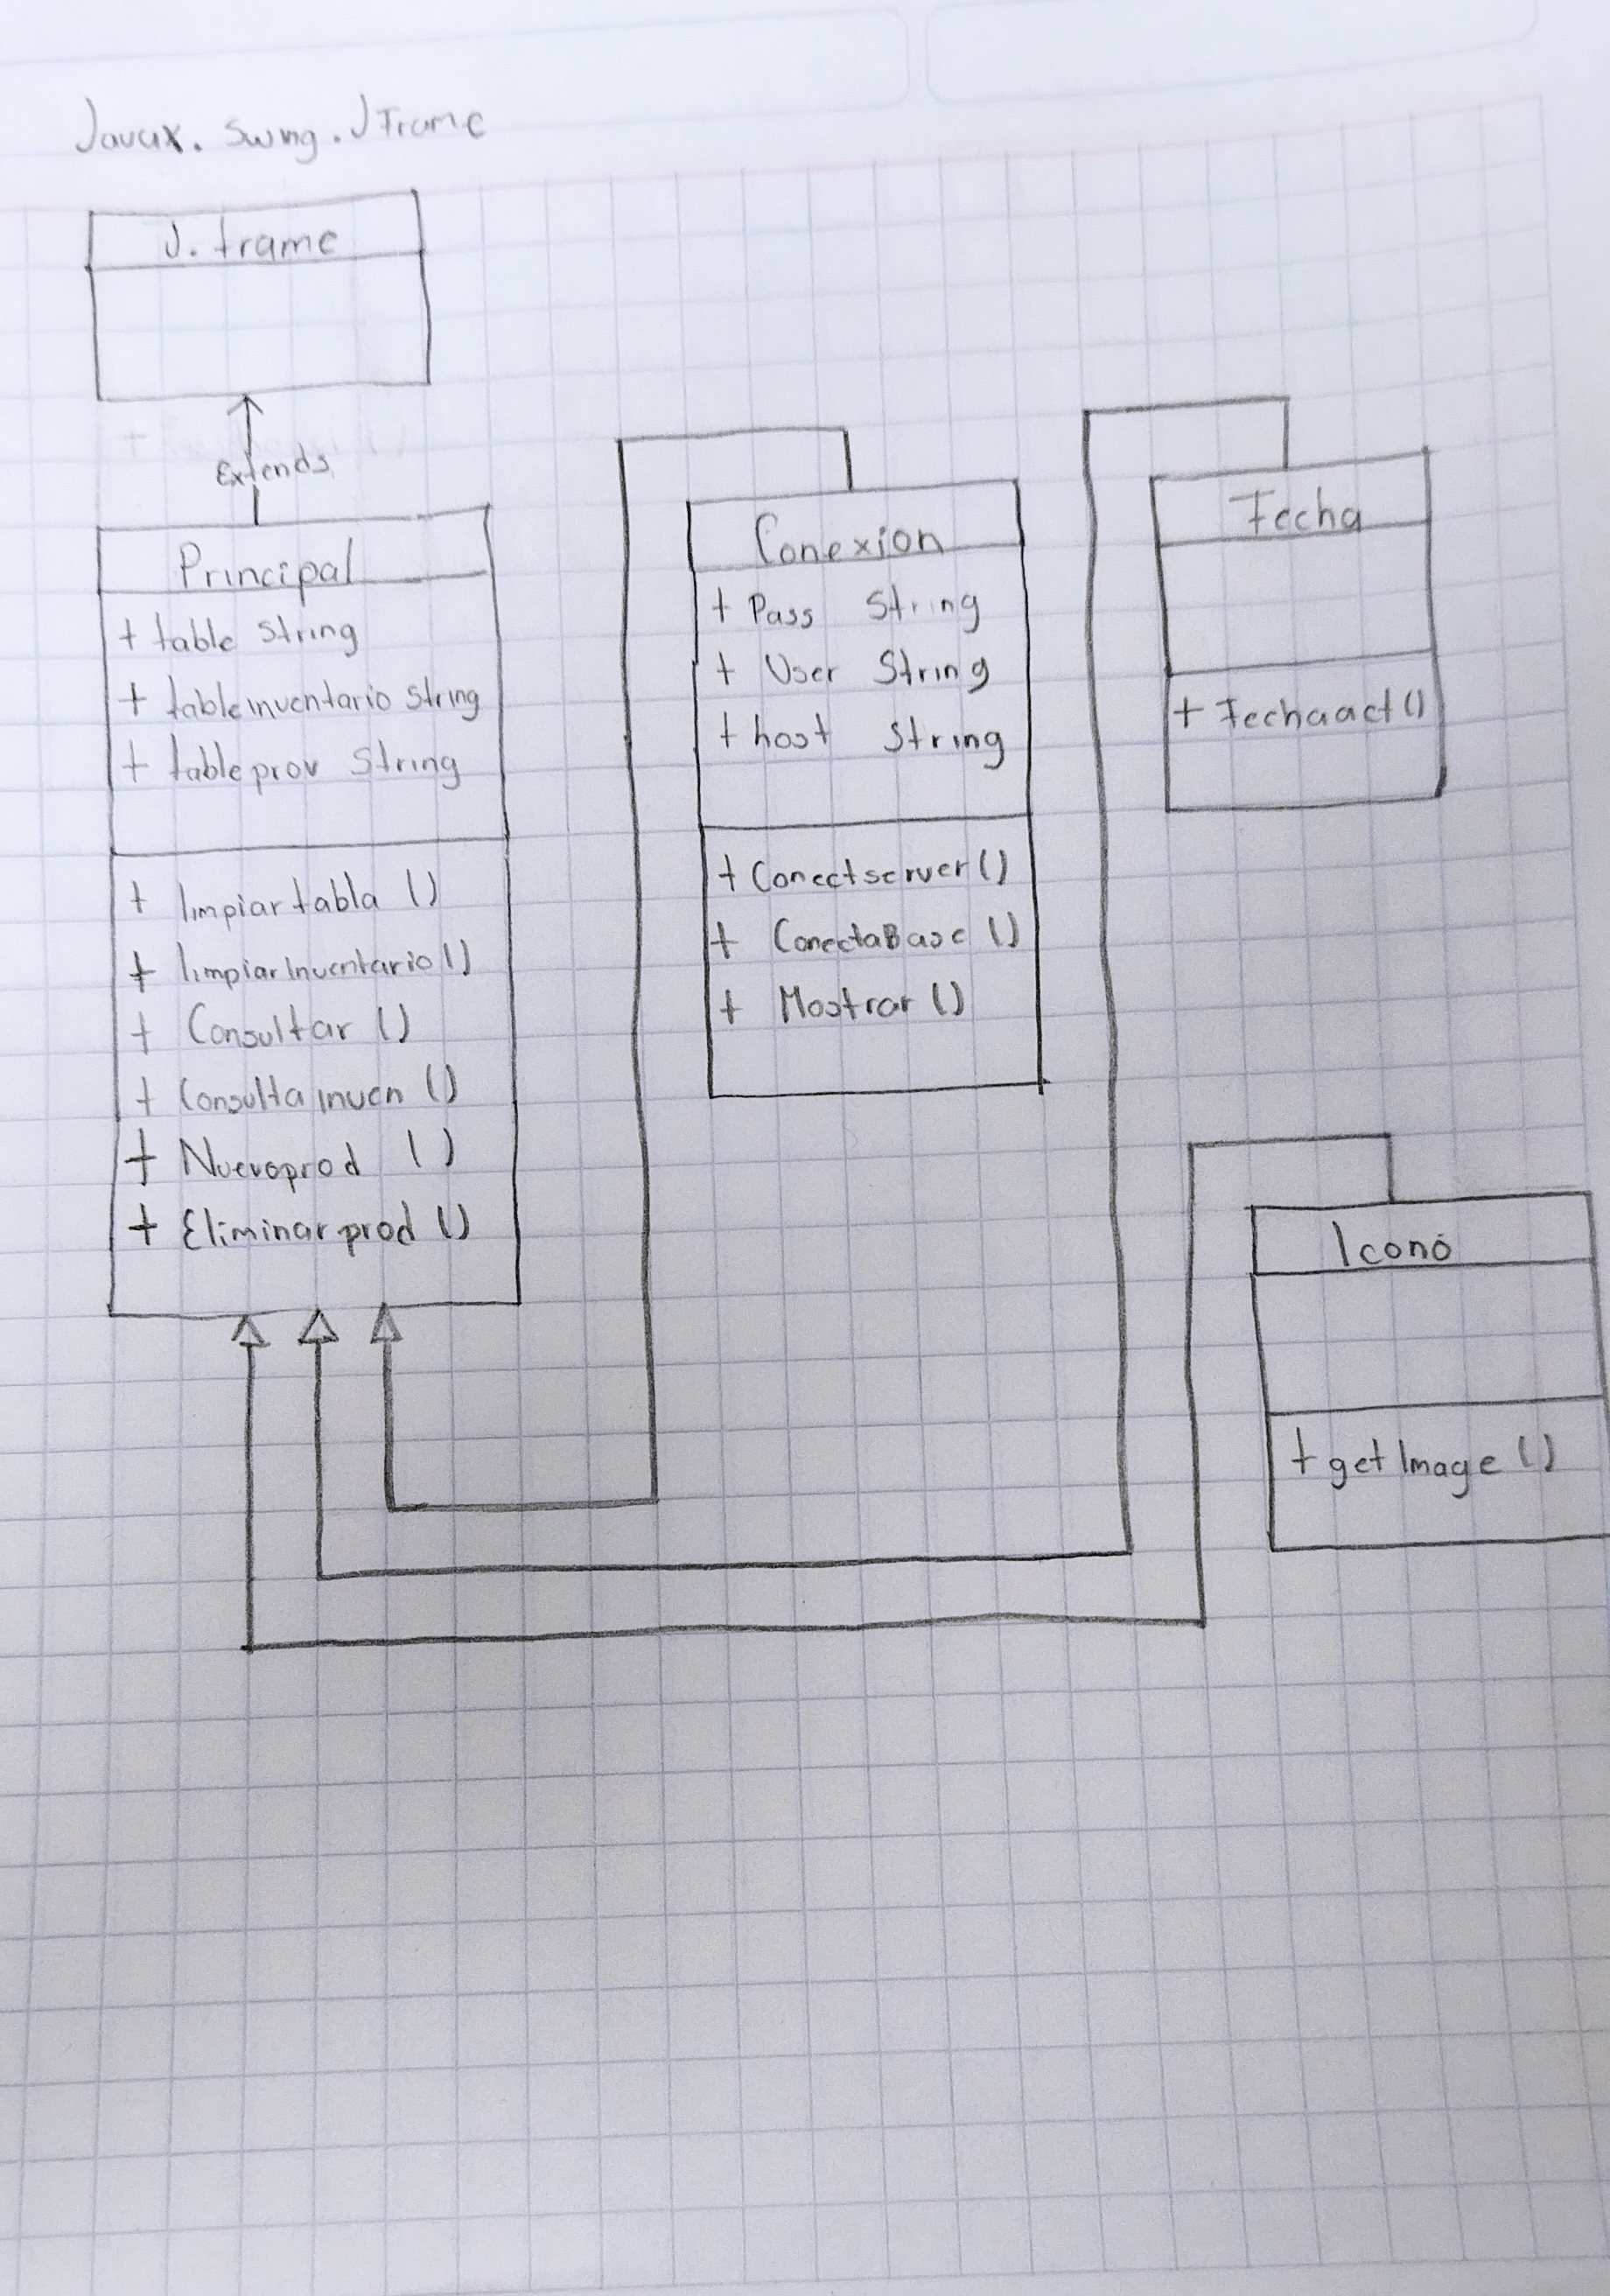 Javax. Swing. JFrame
J. frame
Extends
Principal
+ table String
+ tableinventario String
+ tableprov String
+ limpiartabla ()
+ limpiarInventario ()
+ Consultar ()
+ Consultainven ()
+ Nuevoprod ()
+ Eliminarprod ()
Conexion
+ Pass String
+ User String
+ host String
+ Conectserver ()
+ ConectaBase ()
+ Mostrar ()
Fecha
+ Fechaact ()
Icono
+ getImage ()